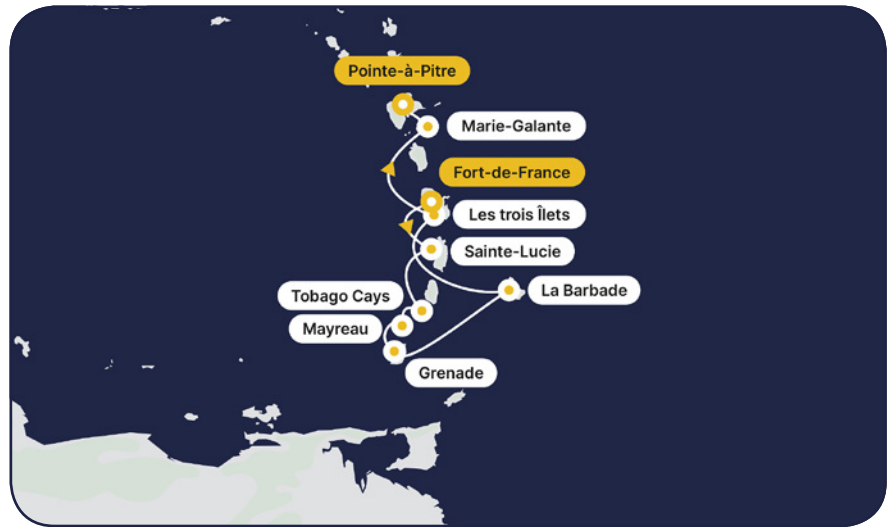 Pointe-à-Pitre
Marie-Galante
Fort-de-France
Les trois Îlets
Sainte-Lucie
La Barbade
Tobago Cays
Mayreau
Grenade